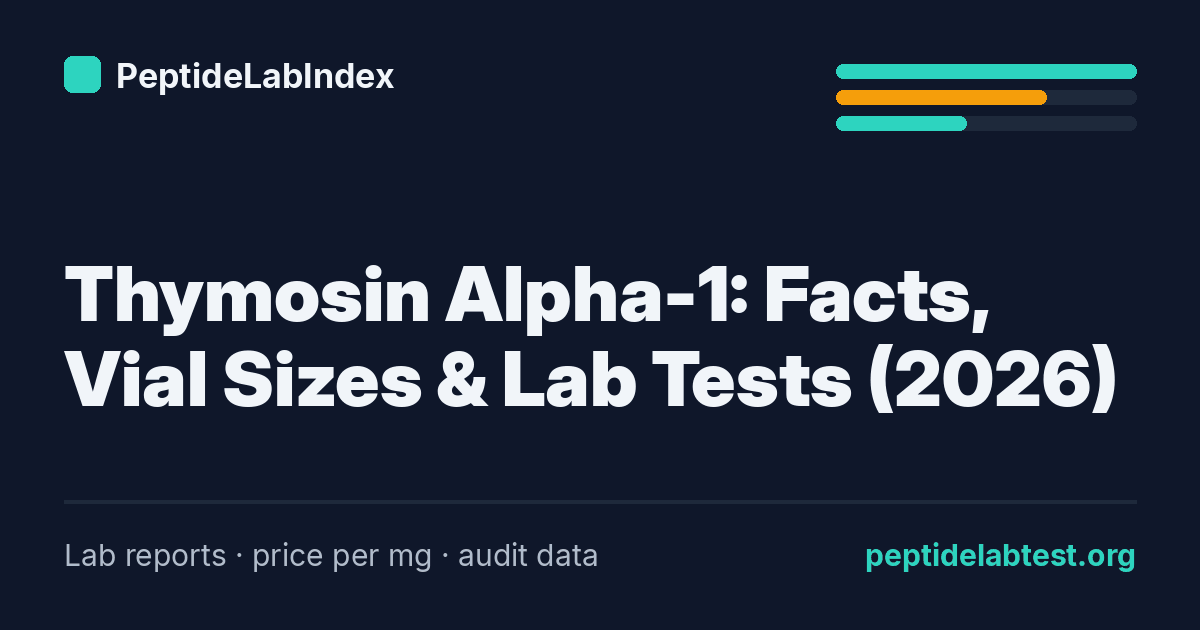 PeptideLabIndex
Thymosin Alpha-1: Facts,
Vial Sizes & Lab Tests (2026)
Lab reports · price per mg · audit data
peptidelabtest.org